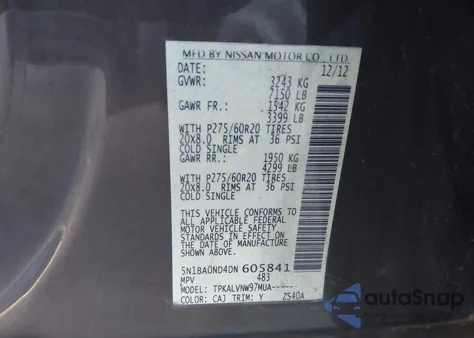 MFD BY NISSAN MOTOR CO., LTD.
DATE: 12/12
GVWR: 3243 KG
7150 LB
GAWR FR.: 1542 KG
3399 LB
WITH P275/60R20 TIRES
20x8.0 RIMS AT 36 PSI
COLD SINGLE
GAWR RR.: 1950 KG
4299 LB
WITH P275/60R20 TIRES
20x8.0 RIMS AT 36 PSI
COLD SINGLE
THIS VEHICLE CONFORMS TO
ALL APPLICABLE FEDERAL
MOTOR VEHICLE SAFETY
STANDARDS IN EFFECT ON THE
DATE OF MANUFACTURE SHOWN
ABOVE.
5N1BA0ND4DN 605841
MPV 483
MODEL: TPKALVNW97MUA------
COLOR: CAJ TRIM: Y ZS40A
autoSnap